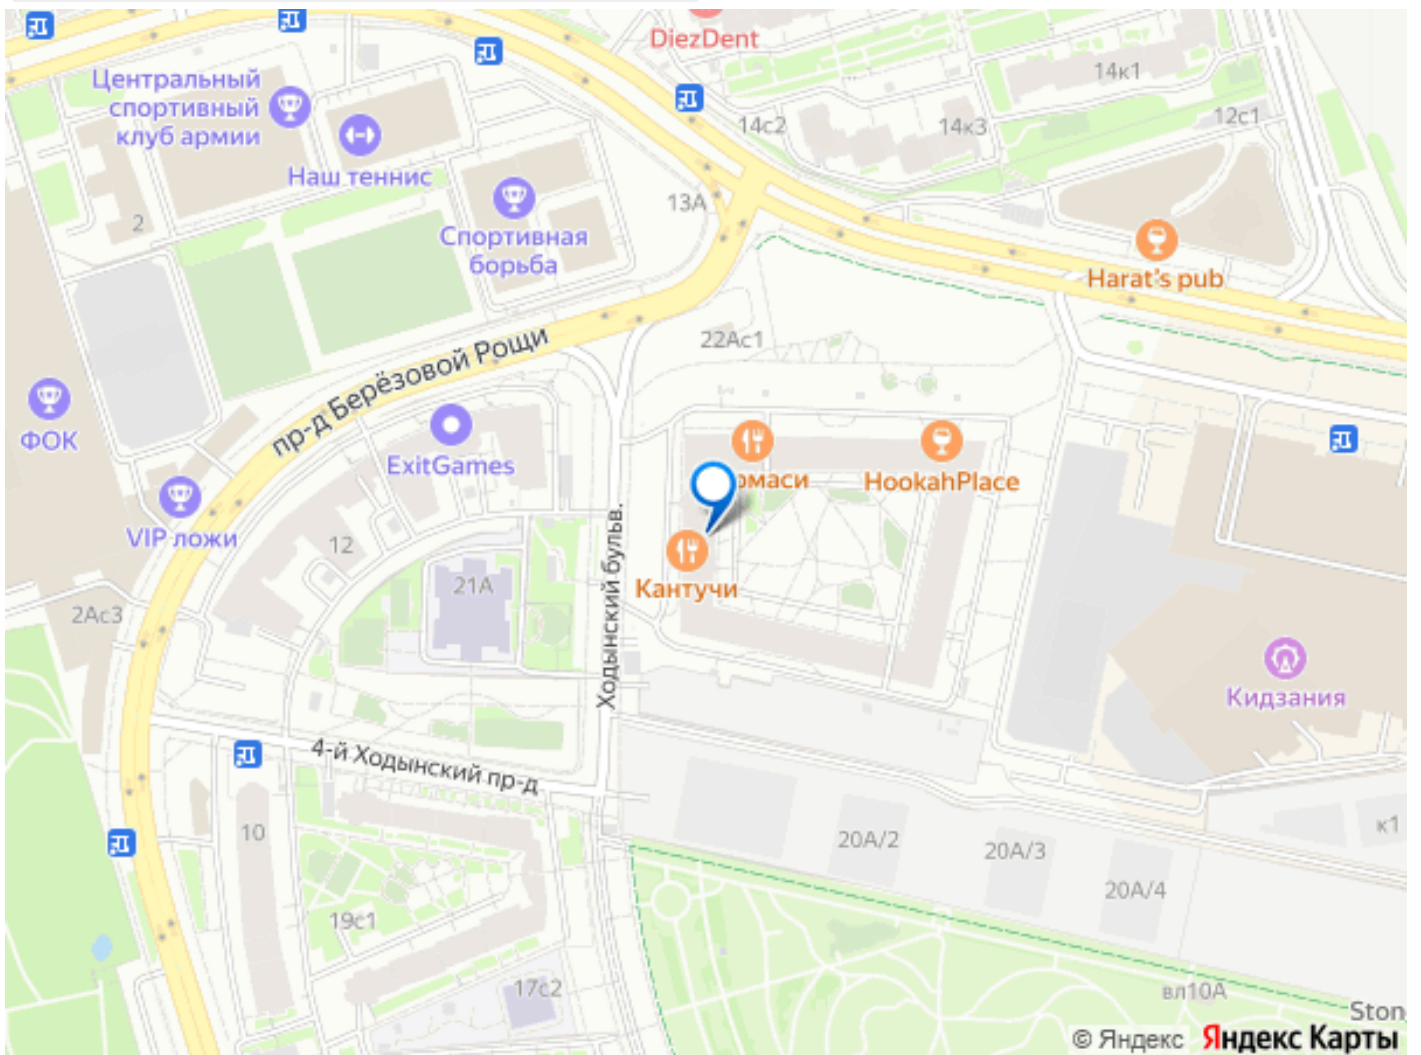 DiezDent
Центральный
спортивный
клуб армии
14к1
14с2
14к3
12с1
Наш теннис
13А
2
Спортивная
борьба
Harat's pub
22Ас1
пр-д Берёзовой Рощи
ФОК
ExitGames
HookahPlace
VIP ложи
12
Ходынский бульв.
Кантучи
21А
2Ас3
Кидзания
4-й Ходынский пр-д
10
20А/2
20А/3
20А/4
к1
19с1
17с2
вл10А
Ston
© Яндекс Яндекс Карты